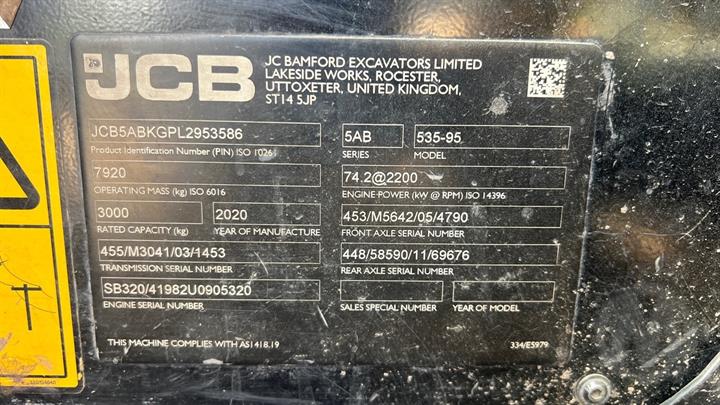 JCB
JC BAMFORD EXCAVATORS LIMITED
LAKESIDE WORKS, ROCESTER,
UTTOXETER, UNITED KINGDOM,
ST14 5JP
JCB5ABKGPL2953586
Product Identification Number (PIN) ISO 10261
5AB
SERIES
535-95
MODEL
7920
OPERATING MASS (kg) ISO 6016
74.2@2200
ENGINE POWER (kW @ RPM) ISO 14396
3000
RATED CAPACITY (kg)
2020
YEAR OF MANUFACTURE
453/M5642/05/4790
FRONT AXLE SERIAL NUMBER
455/M3041/03/1453
TRANSMISSION SERIAL NUMBER
448/58590/11/69676
REAR AXLE SERIAL NUMBER
SB320/41982U0905320
ENGINE SERIAL NUMBER
SALES SPECIAL NUMBER
YEAR OF MODEL
THIS MACHINE COMPLIES WITH AS1418.19
334/E5979